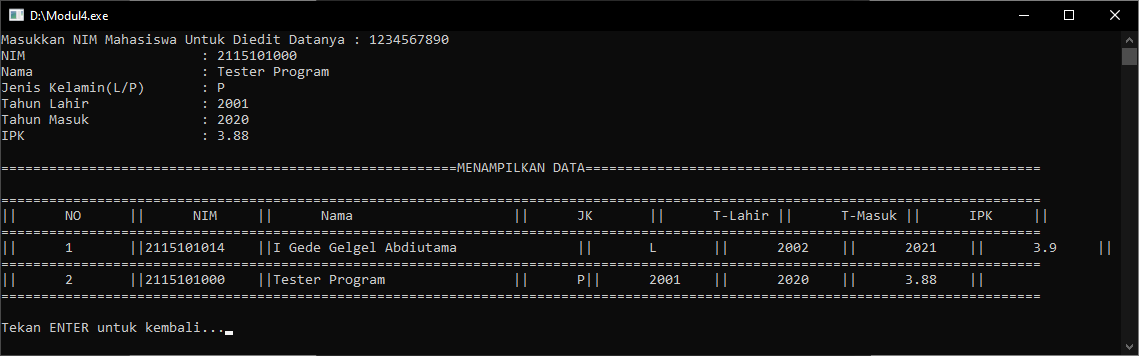 D:\Modul4.exe
Masukkan NIM Mahasiswa Untuk Diedit Datanya : 1234567890
NIM : 2115101000
Nama : Tester Program
Jenis Kelamin(L/P) : P
Tahun Lahir : 2001
Tahun Masuk : 2020
IPK : 3.88
=========================================================MENAMPILKAN DATA=========================================================
==================================================================================================================================
|| NO || NIM || Nama || JK || T-Lahir || T-Masuk || IPK ||
==================================================================================================================================
|| 1 ||2115101014 ||I Gede Gelgel Abdiutama || L || 2002 || 2021 || 3.9 ||
==================================================================================================================================
|| 2 ||2115101000 ||Tester Program || P|| 2001 || 2020 || 3.88 ||
==================================================================================================================================
Tekan ENTER untuk kembali...